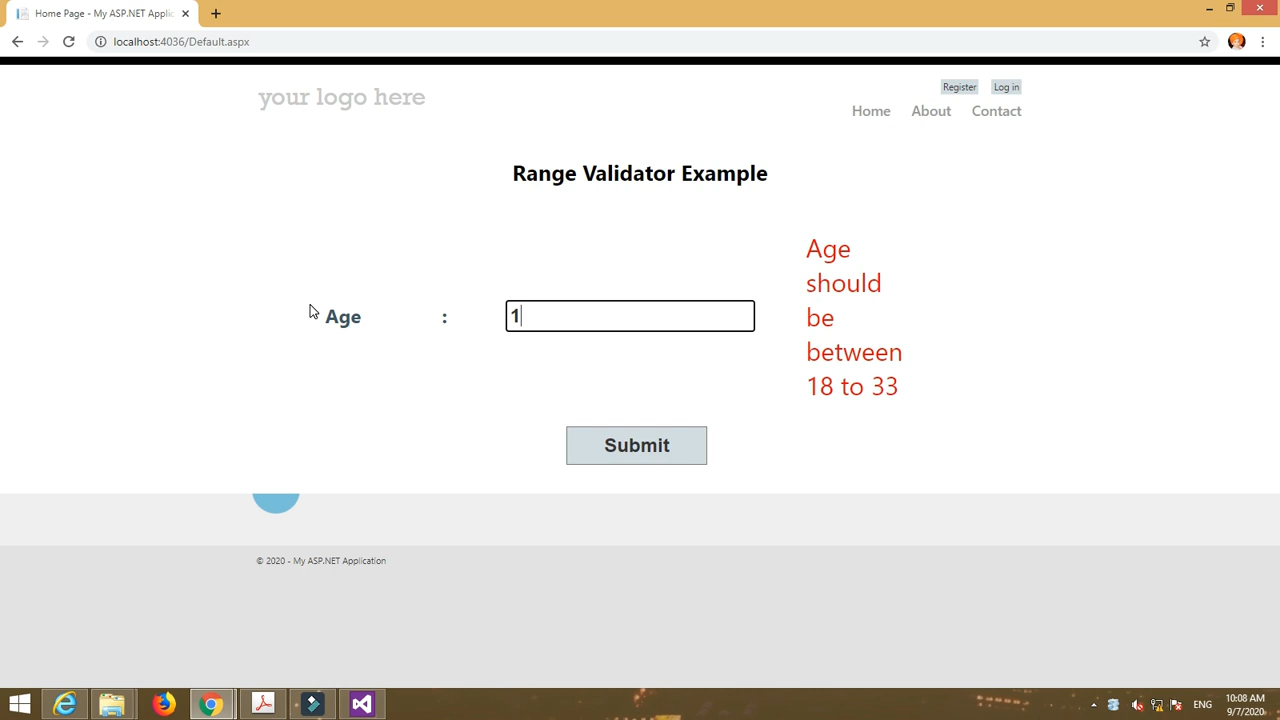 Home Page - My ASP.NET Applic
localhost:4036/Default.aspx
your logo here
Register Log in
Home About Contact
Range Validator Example
Age : 1
Age
should
be
between
18 to 33
Submit
© 2020 - My ASP.NET Application
ENG
10:08 AM
9/7/2020